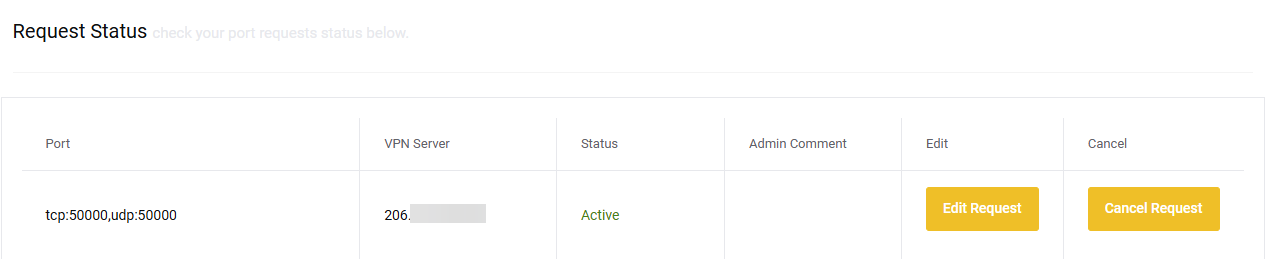 Request Status check your port requests status below.
Port VPN Server Status Admin Comment Edit Cancel
tcp:50000,udp:50000 206. Active Edit Request Cancel Request